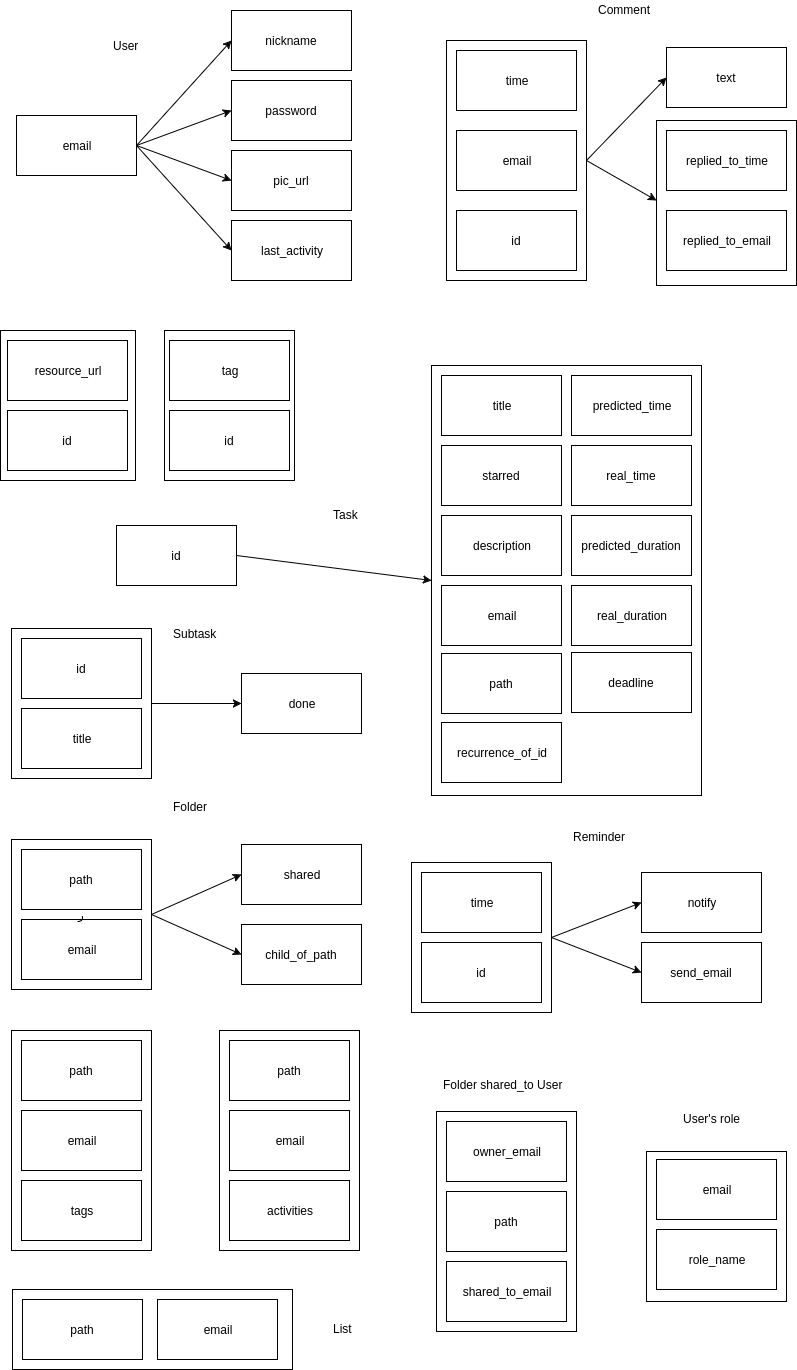 User
email
nickname
password
pic_url
last_activity
Comment
time
email
id
text
replied_to_time
replied_to_email
resource_url
id
tag
id
Task
id
title
predicted_time
starred
real_time
description
predicted_duration
email
real_duration
path
deadline
recurrence_of_id
Subtask
id
title
done
Folder
path
email
shared
child_of_path
Reminder
time
id
notify
send_email
path
email
tags
path
email
activities
Folder shared_to User
owner_email
path
shared_to_email
User's role
email
role_name
path
email
List